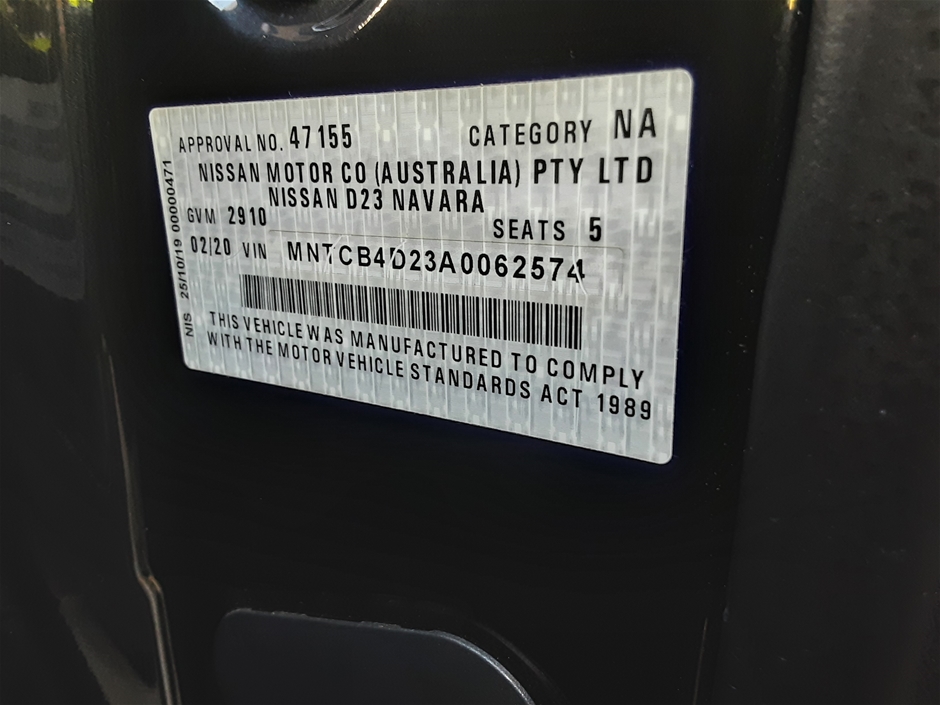 APPROVAL NO. 47155 CATEGORY NA
NISSAN MOTOR CO (AUSTRALIA) PTY LTD
NISSAN D23 NAVARA
GVM 2910 SEATS 5
02/20 VIN MNTCB4D23A0062574
THIS VEHICLE WAS MANUFACTURED TO COMPLY
WITH THE MOTOR VEHICLE STANDARDS ACT 1989
NIS 25/10/19 00000471